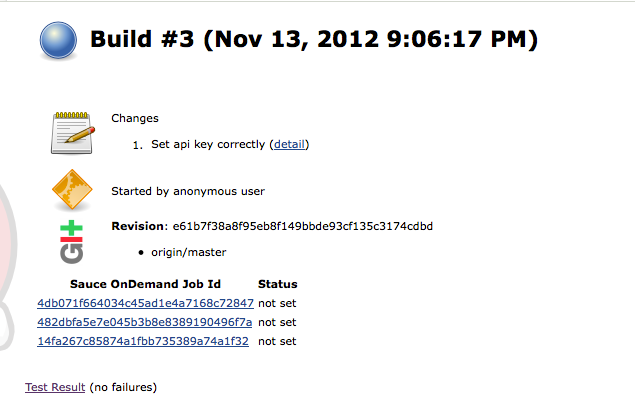 Build #3 (Nov 13, 2012 9:06:17 PM)
Changes
1. Set api key correctly (detail)
Started by anonymous user
Revision: e61b7f38a8f95eb8f149bbde93cf135c3174cdbd
GIT
• origin/master
Sauce OnDemand Job Id Status
4db071f664034c45ad1e4a7168c72847 not set
482dbfa5e7e045b3b8e8389190496f7a not set
14fa267c85874a1fbb735389a74a1f32 not set
Test Result (no failures)